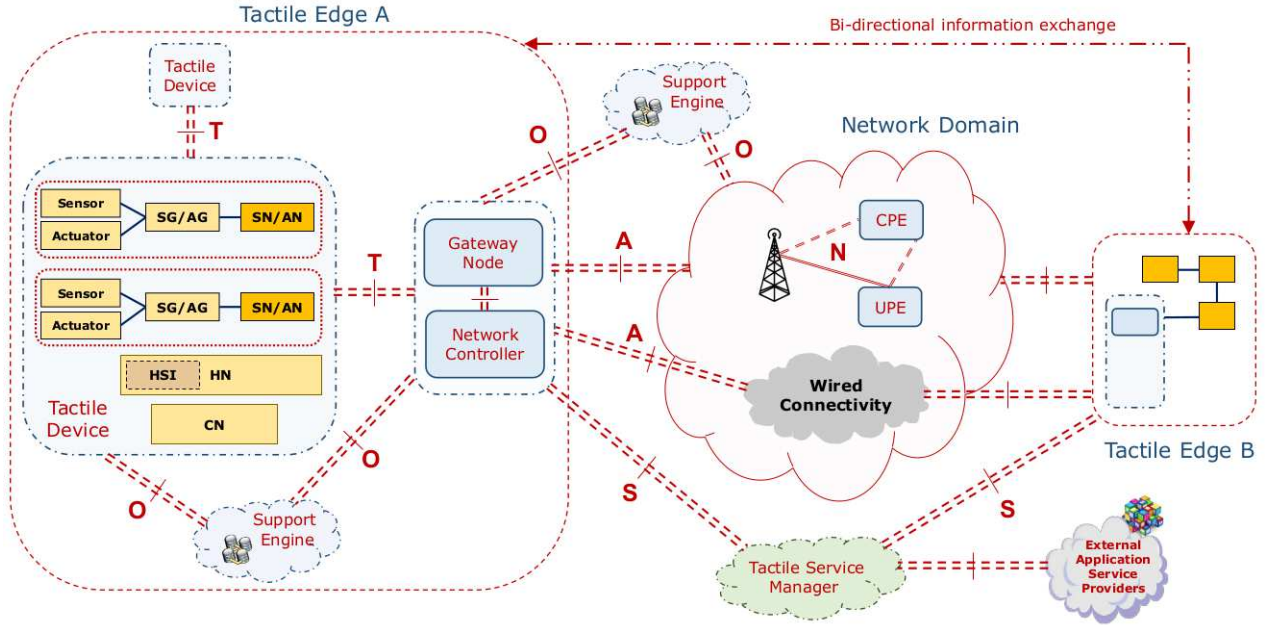 Tactile Edge A
Bi-directional information exchange
Tactile
Device
T
Support
Engine
O
O
Network Domain
Sensor
Actuator
SG/AG
SN/AN
Sensor
Actuator
SG/AG
SN/AN
HSI
HN
CN
Tactile
Device
T
Gateway
Node
Network
Controller
A
A
CPE
N
UPE
Wired
Connectivity
Tactile Edge B
O
O
Support
Engine
S
S
Tactile Service
Manager
External
Application
Service
Providers